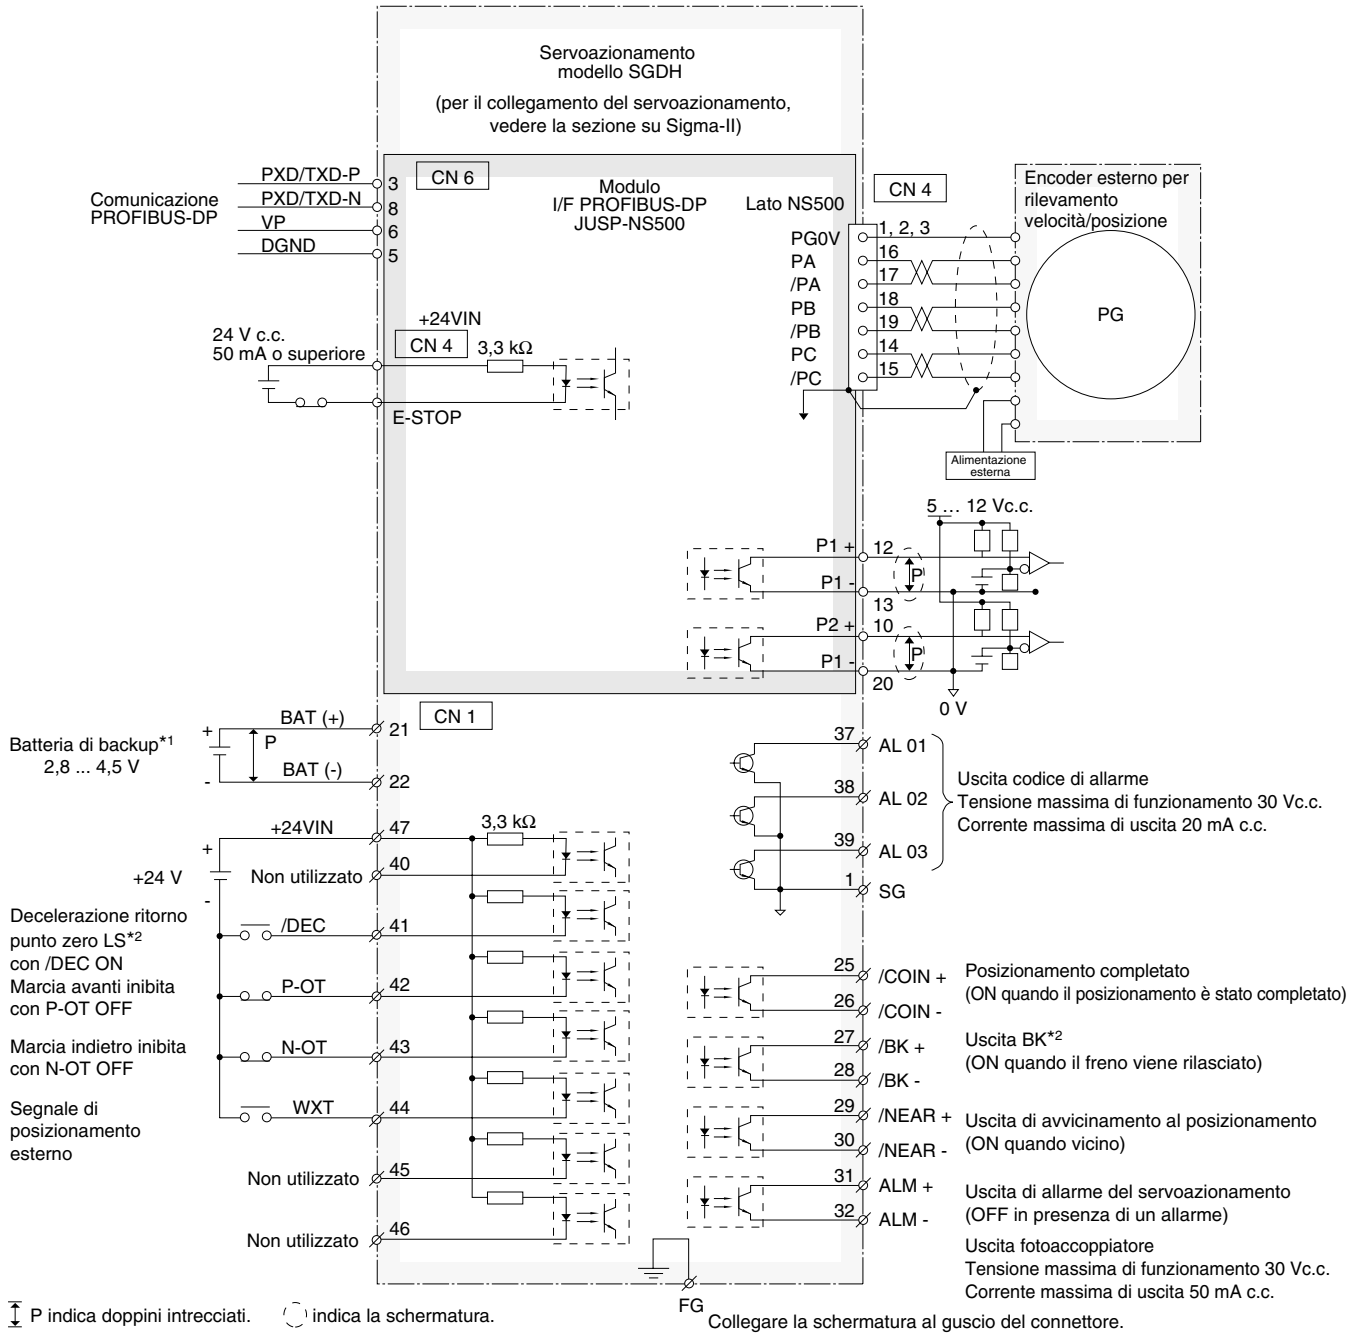 Servoazionamento
modello SGDH
(per il collegamento del servoazionamento,
vedere la sezione su Sigma-II)
Comunicazione
PROFIBUS-DP
PXD/TXD-P
3
PXD/TXD-N
8
VP
6
DGND
5
CN 6
Modulo
I/F PROFIBUS-DP
JUSP-NS500
Lato NS500
CN 4
Encoder esterno per
rilevamento
velocità/posizione
PG0V
1, 2, 3
PA
16
/PA
17
PB
18
/PB
19
PC
14
/PC
15
PG
Alimentazione
esterna
24 V c.c.
50 mA o superiore
+24VIN
CN 4
3,3 kΩ
E-STOP
5 … 12 Vc.c.
P1 +
12
P
P1 -
13
P2 +
10
P
P1 -
20
0 V
CN 1
Batteria di backup*1
2,8 ... 4,5 V
+
-
BAT (+)
21
P
BAT (-)
22
+24VIN
47
3,3 kΩ
+
+24 V
-
Non utilizzato
40
Decelerazione ritorno
punto zero LS*2
con /DEC ON
/DEC
41
Marcia avanti inibita
con P-OT OFF
P-OT
42
Marcia indietro inibita
con N-OT OFF
N-OT
43
Segnale di
posizionamento
esterno
WXT
44
Non utilizzato
45
Non utilizzato
46
37
AL 01
38
AL 02
39
AL 03
1
SG
Uscita codice di allarme
Tensione massima di funzionamento 30 Vc.c.
Corrente massima di uscita 20 mA c.c.
25
/COIN +
26
/COIN -
Posizionamento completato
(ON quando il posizionamento è stato completato)
27
/BK +
28
/BK -
Uscita BK*2
(ON quando il freno viene rilasciato)
29
/NEAR +
30
/NEAR -
Uscita di avvicinamento al posizionamento
(ON quando vicino)
31
ALM +
32
ALM -
Uscita di allarme del servoazionamento
(OFF in presenza di un allarme)
Uscita fotoaccoppiatore
Tensione massima di funzionamento 30 Vc.c.
Corrente massima di uscita 50 mA c.c.
FG
P indica doppini intrecciati.
indica la schermatura.
Collegare la schermatura al guscio del connettore.